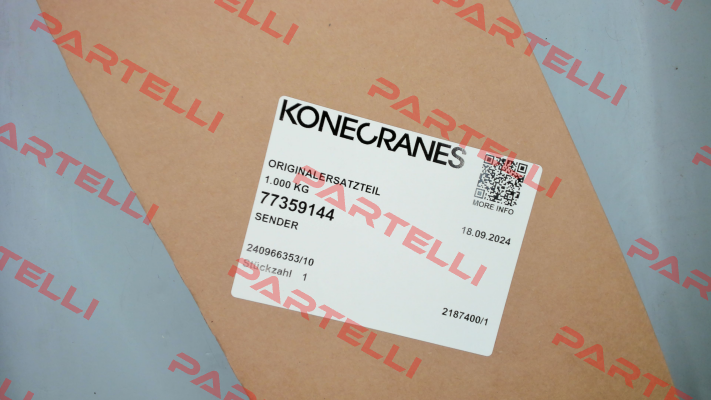 KONECRANES
ORIGINALERSATZTEIL
1.000 KG
77359144
SENDER
MORE INFO
18.09.2024
240966353/10
Stückzahl 1
2187400/1
PARTELLI
PARTELLI
PARTELLI
PARTELLI
PARTELLI
PARTELLI
PARTELLI
PARTELLI